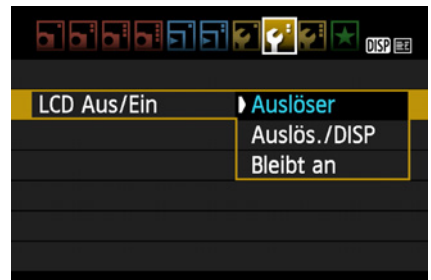 DISP
LCD Aus/Ein
Auslöser
Auslös./DISP
Bleibt an